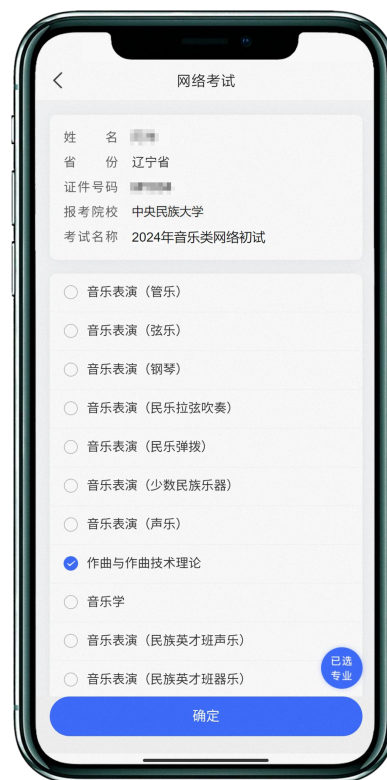 网络考试
姓 名
省 份 辽宁省
证件号码
报考院校 中央民族大学
考试名称 2024年音乐类网络初试
音乐表演（管乐）
音乐表演（弦乐）
音乐表演（钢琴）
音乐表演（民乐拉弦吹奏）
音乐表演（民乐弹拨）
音乐表演（少数民族乐器）
音乐表演（声乐）
作曲与作曲技术理论
音乐学
音乐表演（民族英才班声乐）
音乐表演（民族英才班器乐）
已选
专业
确定